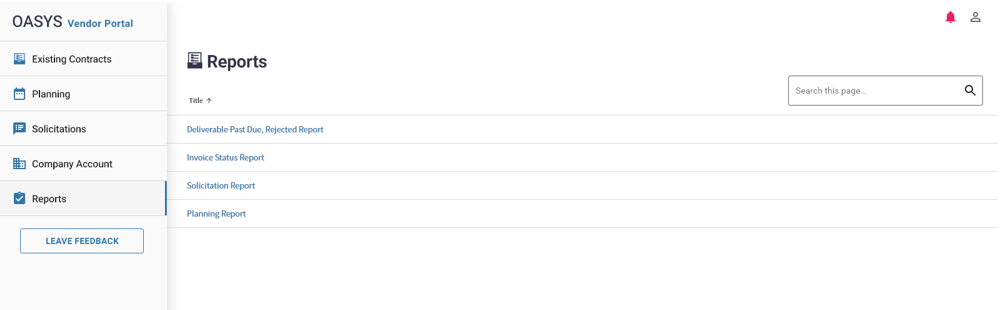 OASYS Vendor Portal
Existing Contracts
Planning
Solicitations
Company Account
Reports
LEAVE FEEDBACK
Reports
Search this page...
Title ↑
Deliverable Past Due, Rejected Report
Invoice Status Report
Solicitation Report
Planning Report